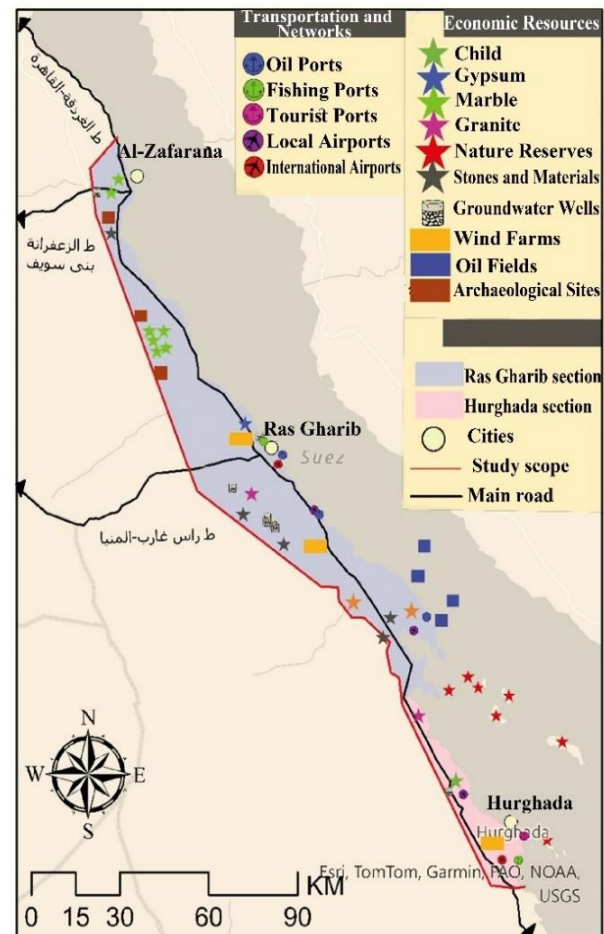 Transportation and
Networks
Oil Ports
Fishing Ports
Tourist Ports
Local Airports
International Airports
Economic Resources
Child
Gypsum
Marble
Granite
Nature Reserves
Stones and Materials
Groundwater Wells
Wind Farms
Oil Fields
Archaeological Sites
Ras Gharib section
Hurghada section
Cities
Study scope
Main road
ط الغردقة-القاهرة
Al-Zafarana
ط الزعفرانة
بنى سويف
Ras Gharib
Suez
ط راس غارب-المنيا
N
W
E
S
Hurghada
Hurghada
Esri, TomTom, Garmin, FAO, NOAA,
USGS
KM
0 15 30 60 90